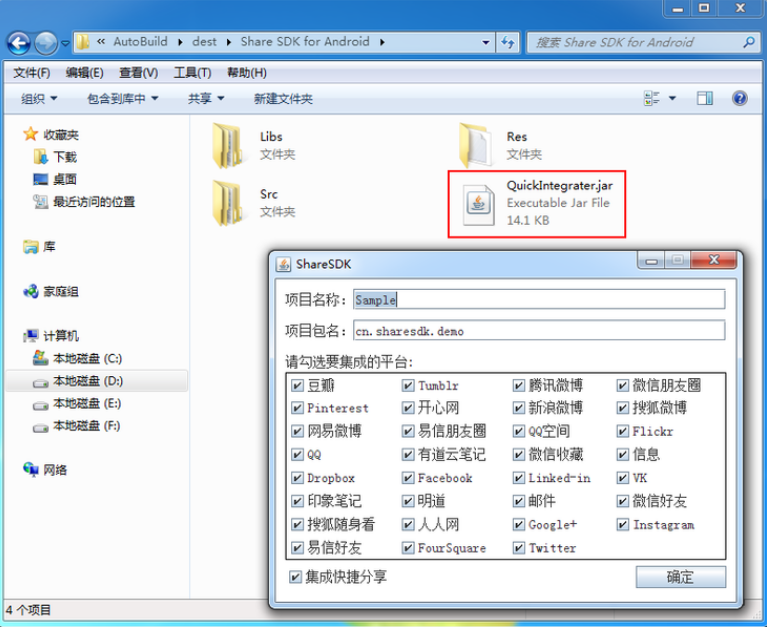 « AutoBuild ▸ dest ▸ Share SDK for Android ▸
搜索 Share SDK for Android
文件(F) 编辑(E) 查看(V) 工具(T) 帮助(H)
组织 包含到库中 共享 新建文件夹
收藏夹
下载
桌面
最近访问的位置
库
家庭组
计算机
本地磁盘 (C:)
本地磁盘 (D:)
本地磁盘 (E:)
本地磁盘 (F:)
网络
Libs
文件夹
Res
文件夹
Src
文件夹
QuickIntegrater.jar
Executable Jar File
14.1 KB
ShareSDK
项目名称: Sample
项目包名: cn.sharesdk.demo
请勾选要集成的平台:
豆瓣 Tumblr 腾讯微博 微信朋友圈
Pinterest 开心网 新浪微博 搜狐微博
网易微博 易信朋友圈 QQ空间 Flickr
QQ 有道云笔记 微信收藏 信息
Dropbox Facebook Linked-in VK
印象笔记 明道 邮件 微信好友
搜狐随身看 人人网 Google+ Instagram
易信好友 FourSquare Twitter
集成快捷分享 确定
4 个项目